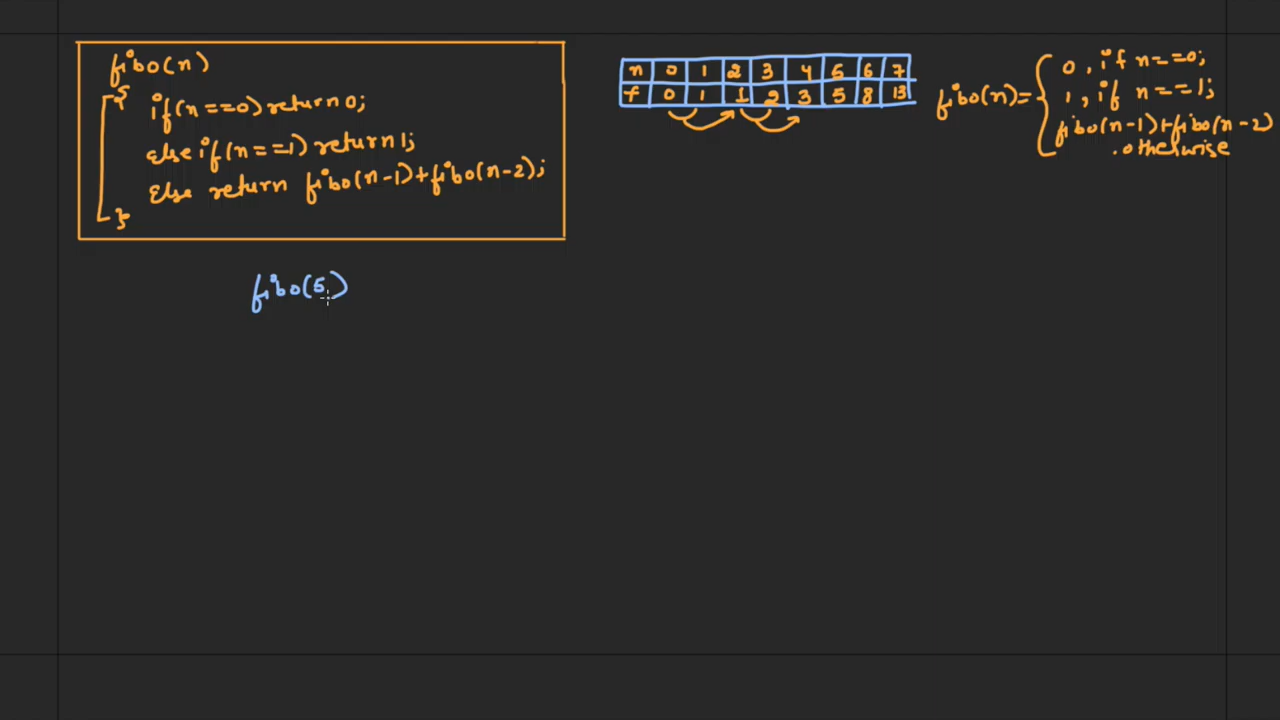 fibo(n)
{
if(n==0) return 0;
Else if(n==1) return 1;
Else return fibo(n-1)+fibo(n-2);
}
n 0 1 2 3 4 5 6 7
f 0 1 1 2 3 5 8 13
fibo(n)=
0, if n==0;
1, if n==1;
fibo(n-1)+fibo(n-2)
, otherwise
fibo(5)